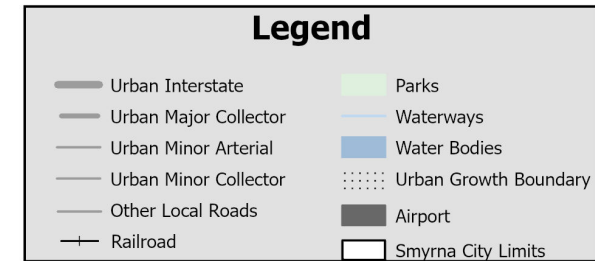 Legend
Urban Interstate
Urban Major Collector
Urban Minor Arterial
Urban Minor Collector
Other Local Roads
Railroad
Parks
Waterways
Water Bodies
Urban Growth Boundary
Airport
Smyrna City Limits